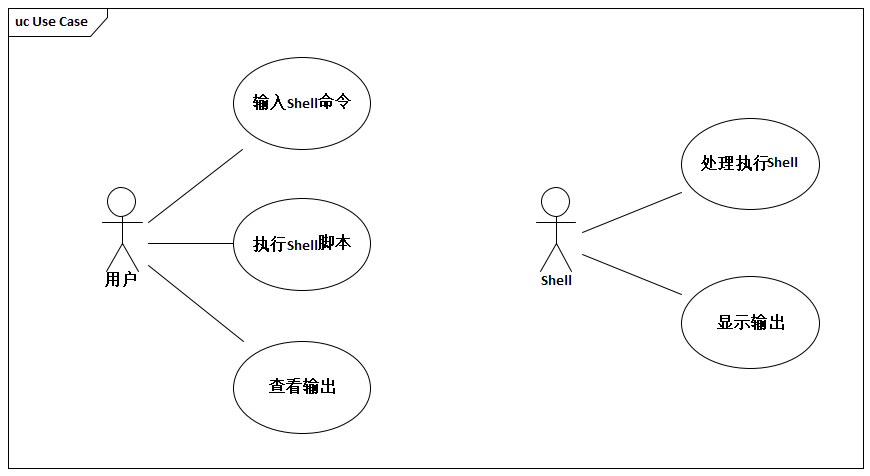 uc Use Case
输入Shell命令
执行Shell脚本
用户
查看输出
处理执行Shell
Shell
显示输出